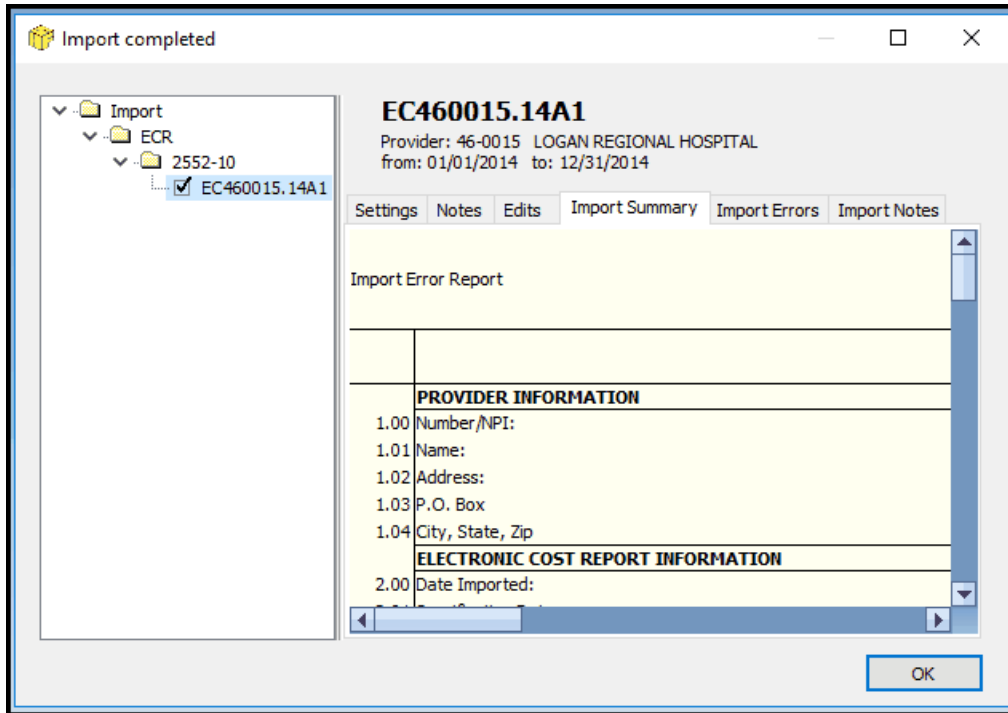 Import completed
Import
ECR
2552-10
EC460015.14A1
EC460015.14A1
Provider: 46-0015 LOGAN REGIONAL HOSPITAL
from: 01/01/2014 to: 12/31/2014
Settings Notes Edits Import Summary Import Errors Import Notes
Import Error Report
PROVIDER INFORMATION
1.00 Number/NPI:
1.01 Name:
1.02 Address:
1.03 P.O. Box
1.04 City, State, Zip
ELECTRONIC COST REPORT INFORMATION
2.00 Date Imported:
OK